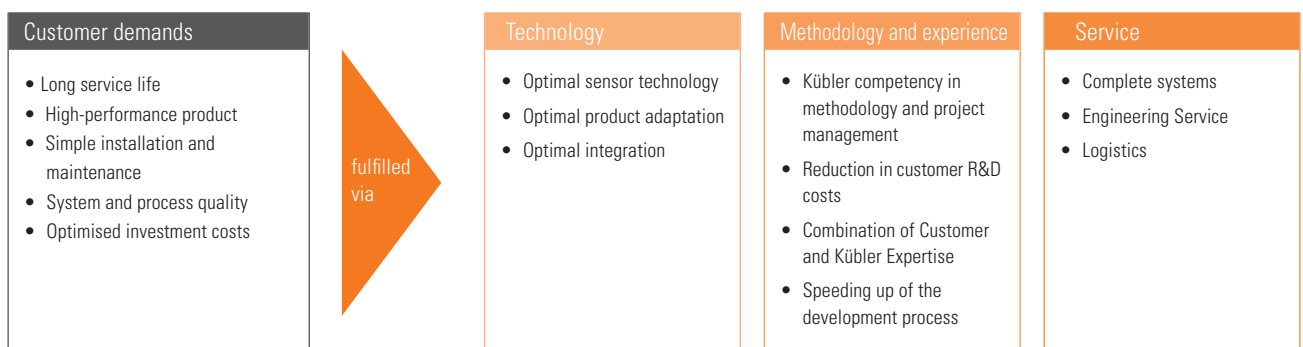 Customer demands
• Long service life
• High-performance product
• Simple installation and
maintenance
• System and process quality
• Optimised investment costs
fulfilled
via
Technology
• Optimal sensor technology
• Optimal product adaptation
• Optimal integration
Methodology and experience
• Kübler competency in
methodology and project
management
• Reduction in customer R&D
costs
• Combination of Customer
and Kübler Expertise
• Speeding up of the
development process
Service
• Complete systems
• Engineering Service
• Logistics